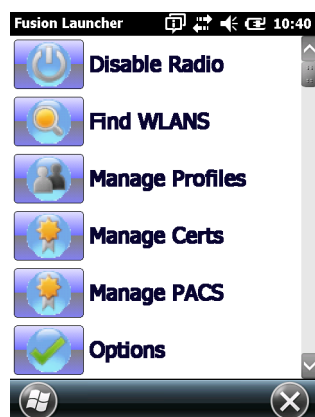 Fusion Launcher 10:40
Disable Radio
Find WLANS
Manage Profiles
Manage Certs
Manage PACS
Options